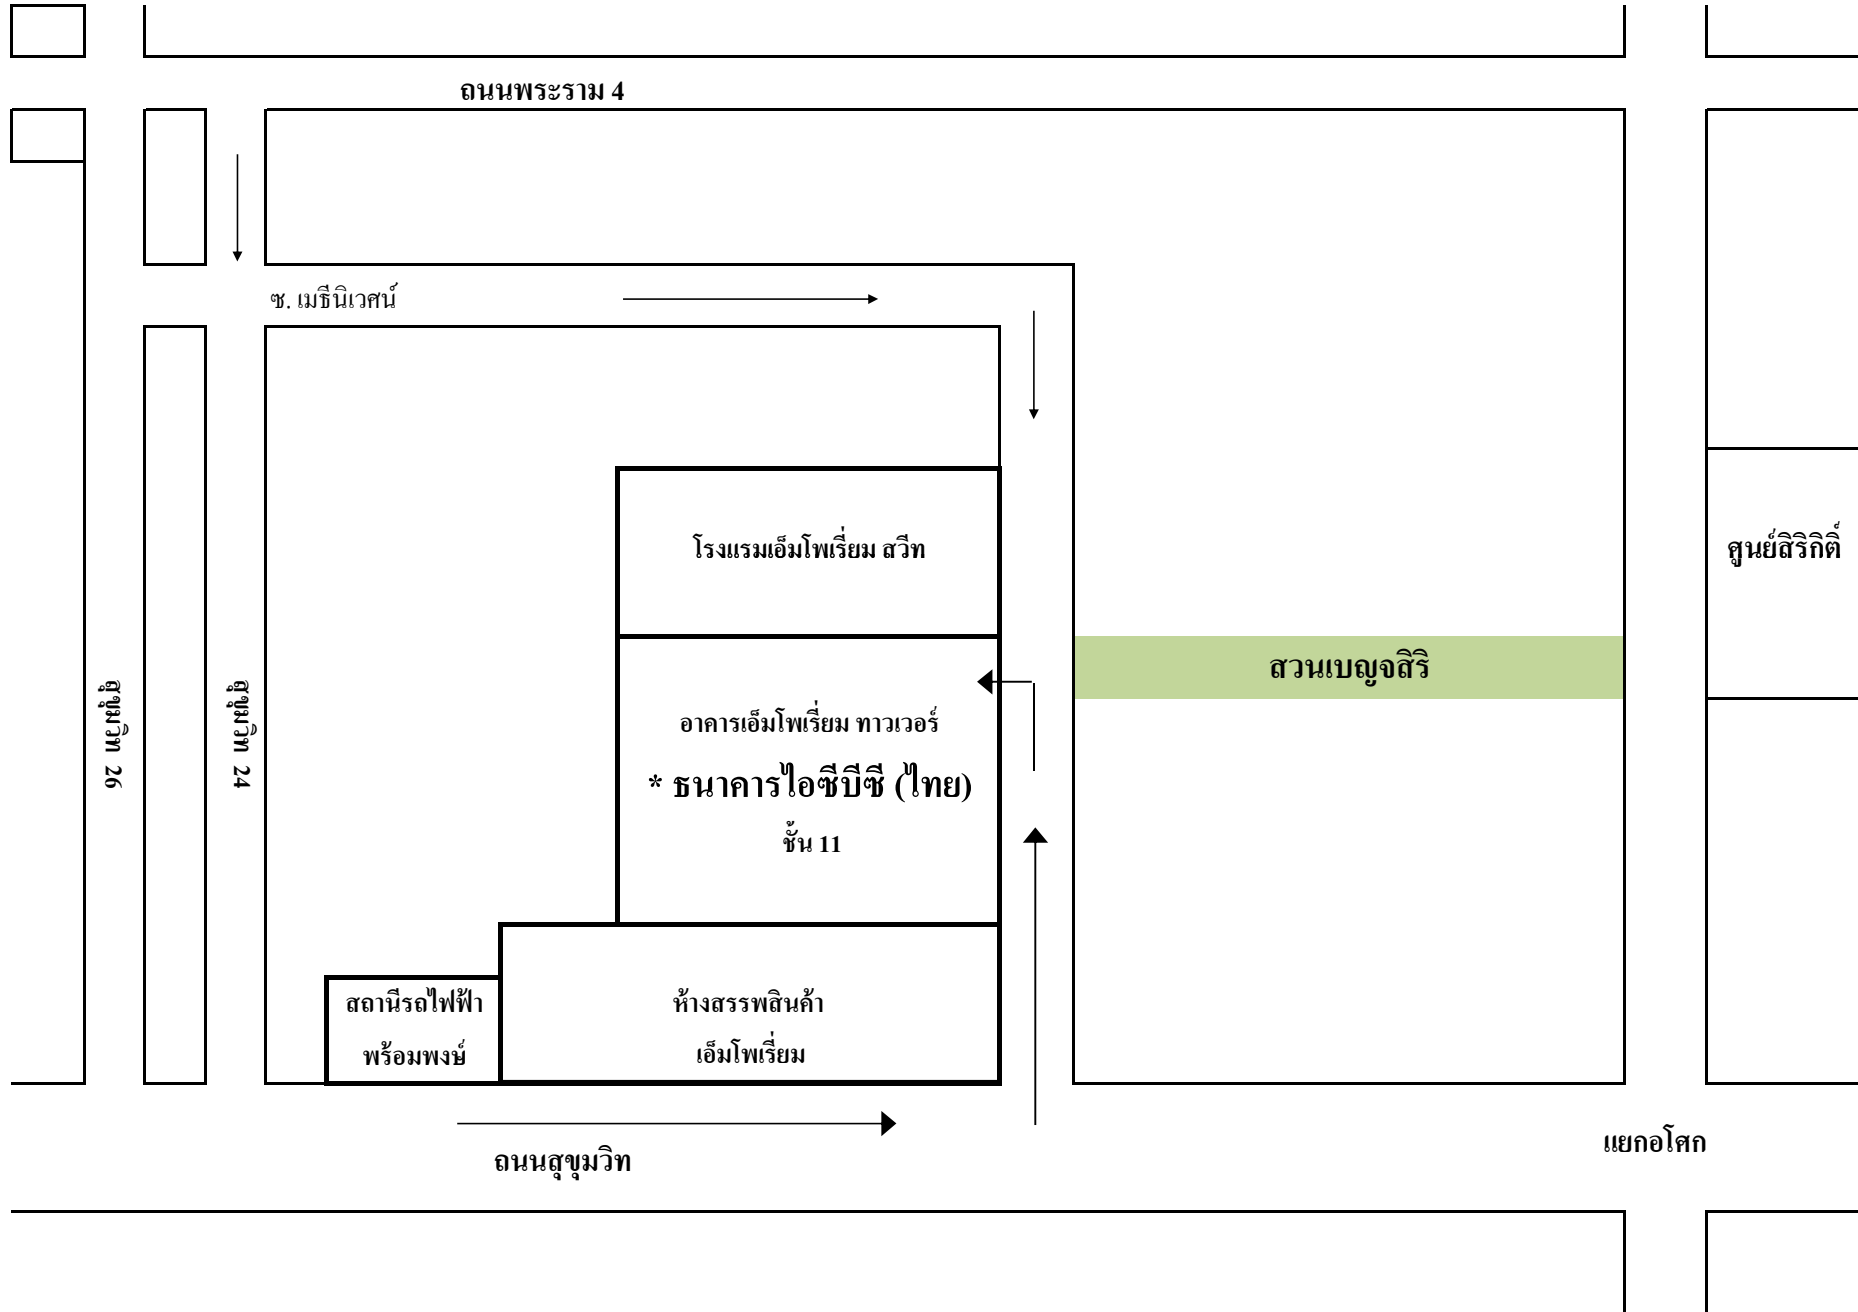 ถนนพระราม 4
ซ. เมธีนิเวศน์
โรงแรมเอ็มโพเรี่ยม สวีท
ศูนย์สิริกิติ์
สวนเบญจสิริ
สุขุมวิท 26
สุขุมวิท 24
อาคารเอ็มโพเรี่ยม ทาวเวอร์
* ธนาคารไอซีบีซี (ไทย)
ชั้น 11
สถานีรถไฟฟ้า
พร้อมพงษ์
ห้างสรรพสินค้า
เอ็มโพเรี่ยม
แยกอโศก
ถนนสุขุมวิท